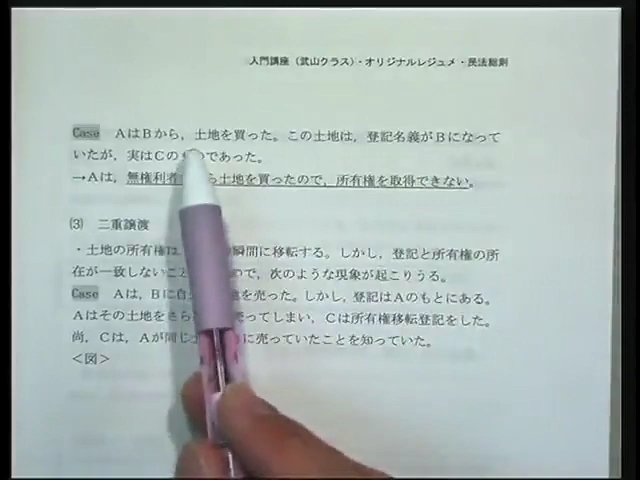 入門講座（武山クラス）・オリジナルレジュメ・民法総則
Case　ＡはＢから，土地を買った。この土地は，登記名義がＢになって
いたが，実はＣの のであった。
→Ａは，無権利者 ら土地を買ったので，所有権を取得できない。
⑶　二重譲渡
・土地の所有権は 瞬間に移転する。しかし，登記と所有権の所
在が一致しないこと ので，次のような現象が起こりうる。
Case　Ａは，Ｂに自 地を売った。しかし，登記はＡのもとにある。
Ａはその土地をさら 売ってしまい，Ｃは所有権移転登記をした。
尚，Ｃは，Ａが同じ に売っていたことを知っていた。
＜図＞